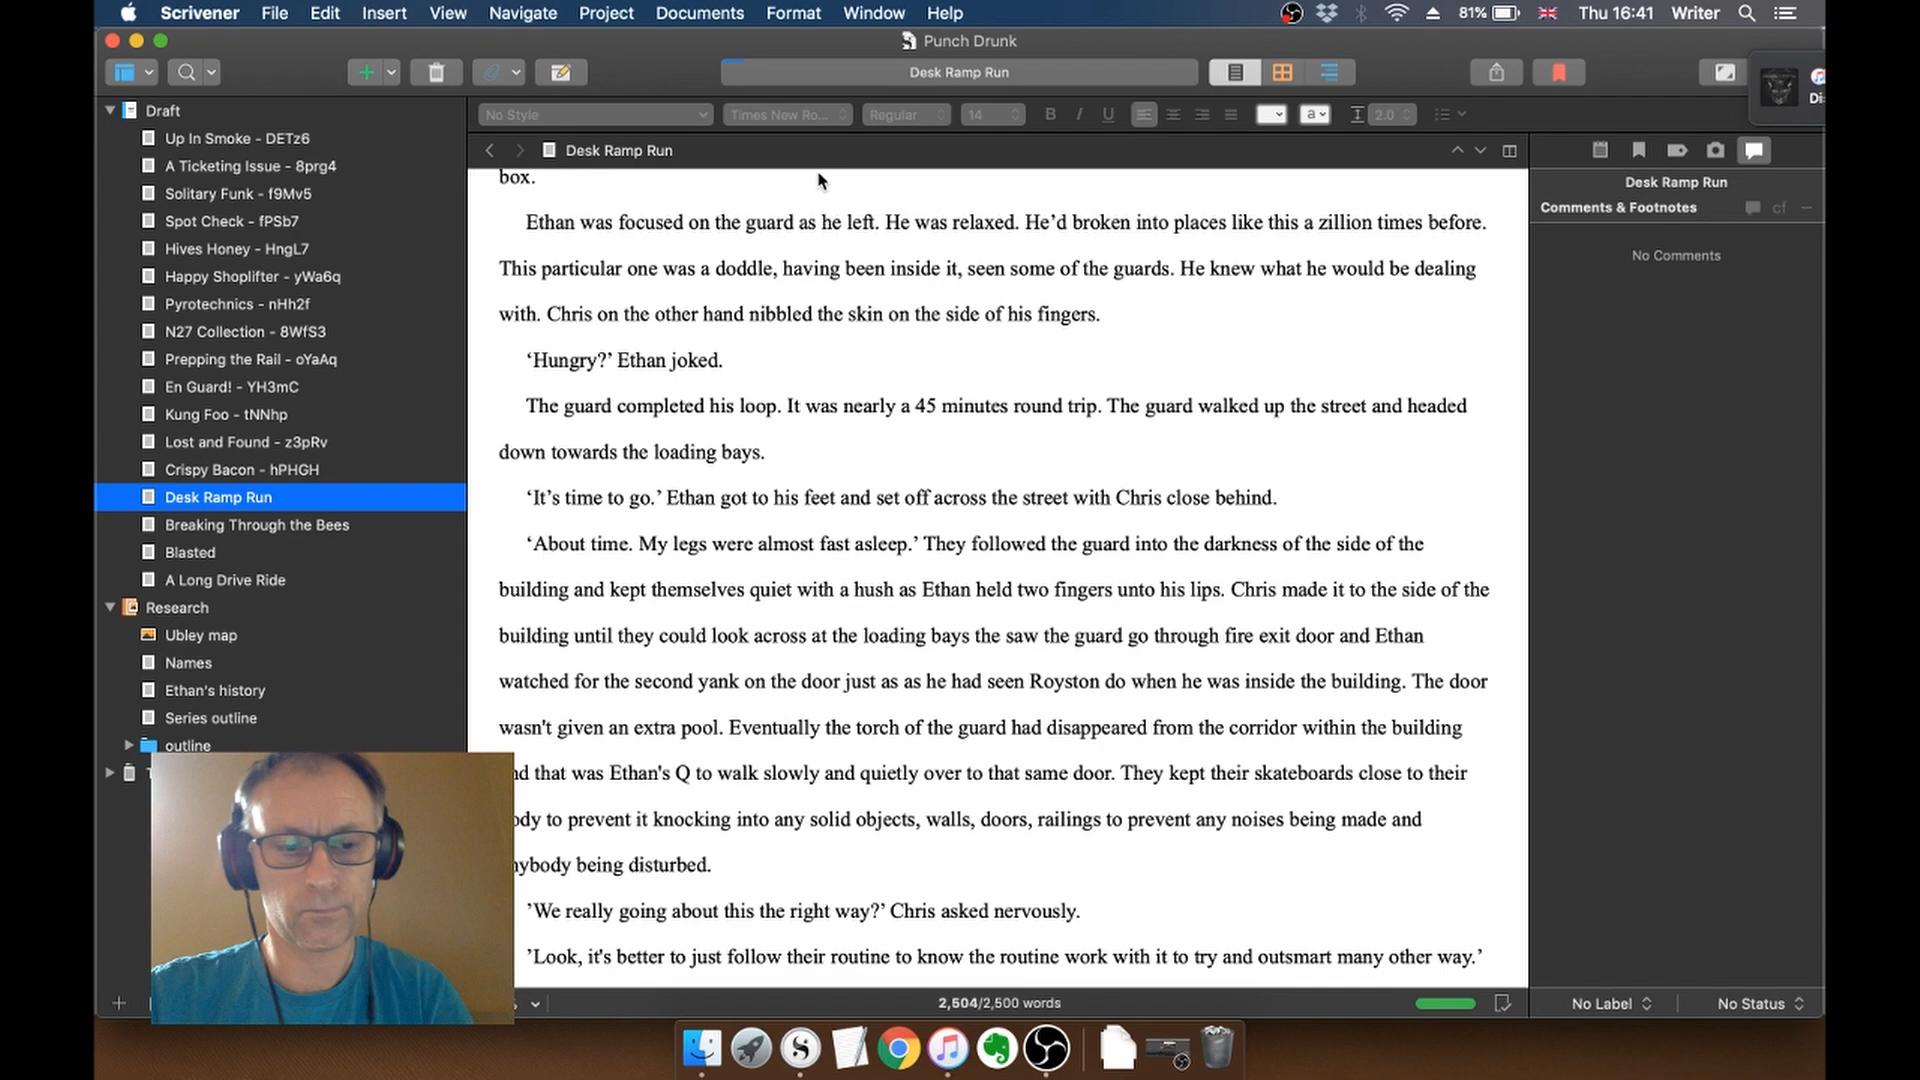 Scrivener File Edit Insert View Navigate Project Documents Format Window Help 81% Thu 16:41 Writer
Punch Drunk
Desk Ramp Run
Di
No Style Times New Ro... Regular 14 B I U a 2.0
Draft
Up In Smoke - DETz6
A Ticketing Issue - 8prg4
Solitary Funk - f9Mv5
Spot Check - fPSb7
Hives Honey - HngL7
Happy Shoplifter - yWa6q
Pyrotechnics - nHh2f
N27 Collection - 8WfS3
Prepping the Rail - oYaAq
En Guard! - YH3mC
Kung Foo - tNNhp
Lost and Found - z3pRv
Crispy Bacon - hPHGH
Desk Ramp Run
Breaking Through the Bees
Blasted
A Long Drive Ride
Research
Ubley map
Names
Ethan's history
Series outline
outline
T
Desk Ramp Run
box.
Ethan was focused on the guard as he left. He was relaxed. He’d broken into places like this a zillion times before.
This particular one was a doddle, having been inside it, seen some of the guards. He knew what he would be dealing
with. Chris on the other hand nibbled the skin on the side of his fingers.
‘Hungry?’ Ethan joked.
The guard completed his loop. It was nearly a 45 minutes round trip. The guard walked up the street and headed
down towards the loading bays.
‘It’s time to go.’ Ethan got to his feet and set off across the street with Chris close behind.
‘About time. My legs were almost fast asleep.’ They followed the guard into the darkness of the side of the
building and kept themselves quiet with a hush as Ethan held two fingers unto his lips. Chris made it to the side of the
building until they could look across at the loading bays the saw the guard go through fire exit door and Ethan
watched for the second yank on the door just as as he had seen Royston do when he was inside the building. The door
wasn't given an extra pool. Eventually the torch of the guard had disappeared from the corridor within the building
nd that was Ethan's Q to walk slowly and quietly over to that same door. They kept their skateboards close to their
ody to prevent it knocking into any solid objects, walls, doors, railings to prevent any noises being made and
nybody being disturbed.
’We really going about this the right way?’ Chris asked nervously.
’Look, it's better to just follow their routine to know the routine work with it to try and outsmart many other way.’
2,504/2,500 words
Desk Ramp Run
Comments & Footnotes cf
No Comments
No Label No Status